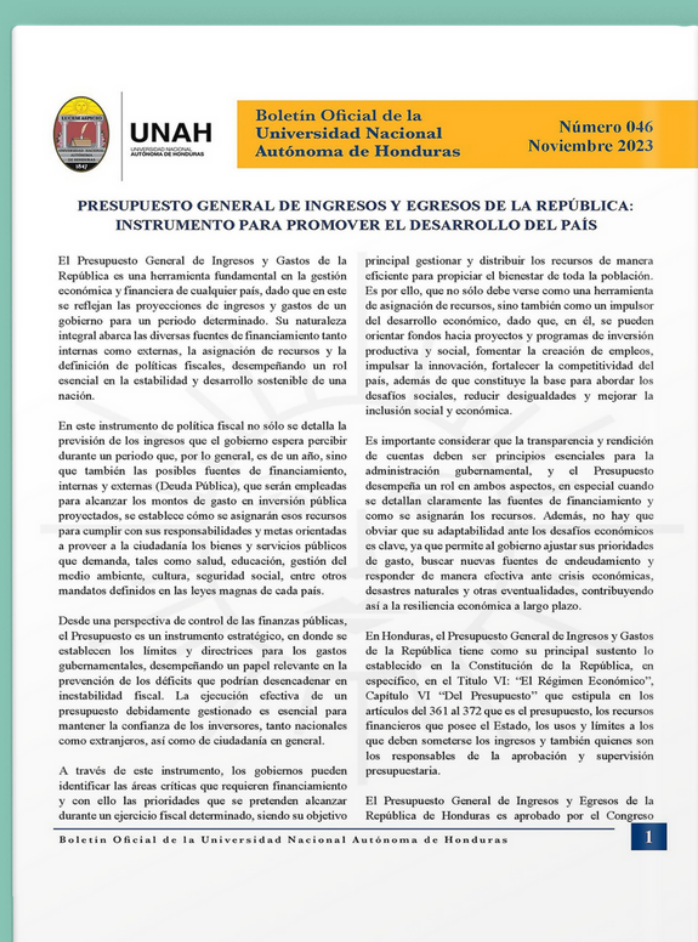 LUCEM ASPICIO
1847
UNAH
UNIVERSIDAD NACIONAL
AUTÓNOMA DE HONDURAS
Boletín Oficial de la
Universidad Nacional
Autónoma de Honduras
Número 046
Noviembre 2023
PRESUPUESTO GENERAL DE INGRESOS Y EGRESOS DE LA REPÚBLICA:
INSTRUMENTO PARA PROMOVER EL DESARROLLO DEL PAÍS
El Presupuesto General de Ingresos y Gastos de la
República es una herramienta fundamental en la gestión
económica y financiera de cualquier país, dado que en este
se reflejan las proyecciones de ingresos y gastos de un
gobierno para un periodo determinado. Su naturaleza
integral abarca las diversas fuentes de financiamiento tanto
internas como externas, la asignación de recursos y la
definición de políticas fiscales, desempeñando un rol
esencial en la estabilidad y desarrollo sostenible de una
nación.
En este instrumento de política fiscal no sólo se detalla la
previsión de los ingresos que el gobierno espera percibir
durante un periodo que, por lo general, es de un año, sino
que también las posibles fuentes de financiamiento,
internas y externas (Deuda Pública), que serán empleadas
para alcanzar los montos de gasto en inversión pública
proyectados, se establece cómo se asignarán esos recursos
para cumplir con sus responsabilidades y metas orientadas
a proveer a la ciudadanía los bienes y servicios públicos
que demanda, tales como salud, educación, gestión del
medio ambiente, cultura, seguridad social, entre otros
mandatos definidos en las leyes magnas de cada país.
Desde una perspectiva de control de las finanzas públicas,
el Presupuesto es un instrumento estratégico, en donde se
establecen los límites y directrices para los gastos
gubernamentales, desempeñando un papel relevante en la
prevención de los déficits que podrían desencadenar en
inestabilidad fiscal. La ejecución efectiva de un
presupuesto debidamente gestionado es esencial para
mantener la confianza de los inversores, tanto nacionales
como extranjeros, así como de ciudadanía en general.
A través de este instrumento, los gobiernos pueden
identificar las áreas críticas que requieren financiamiento
y con ello las prioridades que se pretenden alcanzar
durante un ejercicio fiscal determinado, siendo su objetivo
principal gestionar y distribuir los recursos de manera
eficiente para propiciar el bienestar de toda la población.
Es por ello, que no sólo debe verse como una herramienta
de asignación de recursos, sino también como un impulsor
del desarrollo económico, dado que, en él, se pueden
orientar fondos hacia proyectos y programas de inversión
productiva y social, fomentar la creación de empleos,
impulsar la innovación, fortalecer la competitividad del
país, además de que constituye la base para abordar los
desafíos sociales, reducir desigualdades y mejorar la
inclusión social y económica.
Es importante considerar que la transparencia y rendición
de cuentas deben ser principios esenciales para la
administración gubernamental, y el Presupuesto
desempeña un rol en ambos aspectos, en especial cuando
se detallan claramente las fuentes de financiamiento y
como se asignarán los recursos. Además, no hay que
obviar que su adaptabilidad ante los desafíos económicos
es clave, ya que permite al gobierno ajustar sus prioridades
de gasto, buscar nuevas fuentes de endeudamiento y
responder de manera efectiva ante crisis económicas,
desastres naturales y otras eventualidades, contribuyendo
así a la resiliencia económica a largo plazo.
En Honduras, el Presupuesto General de Ingresos y Gastos
de la República tiene como su principal sustento lo
establecido en la Constitución de la República, en
específico, en el Titulo VI: “El Régimen Económico”,
Capítulo VI “Del Presupuesto” que estipula en los
artículos del 361 al 372 que es el presupuesto, los recursos
financieros que posee el Estado, los usos y límites a los
que deben someterse los ingresos y también quienes son
los responsables de la aprobación y supervisión
presupuestaria.
El Presupuesto General de Ingresos y Egresos de la
República de Honduras es aprobado por el Congreso
Boletín Oficial de la Universidad Nacional Autónoma de Honduras
1